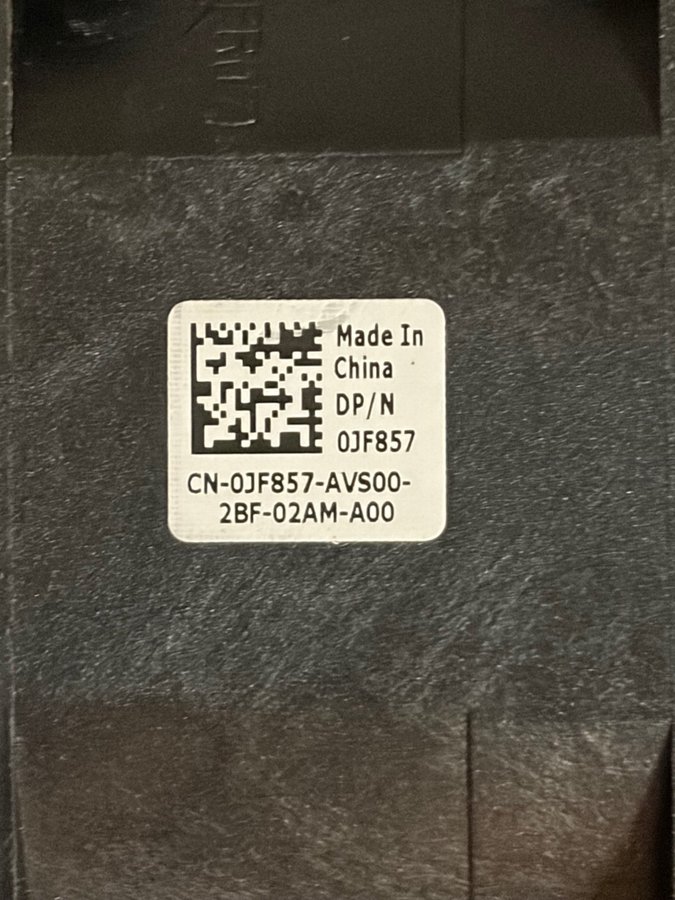 Made In
China
DP/N
0JF857
CN-0JF857-AVS00-
2BF-02AM-A00